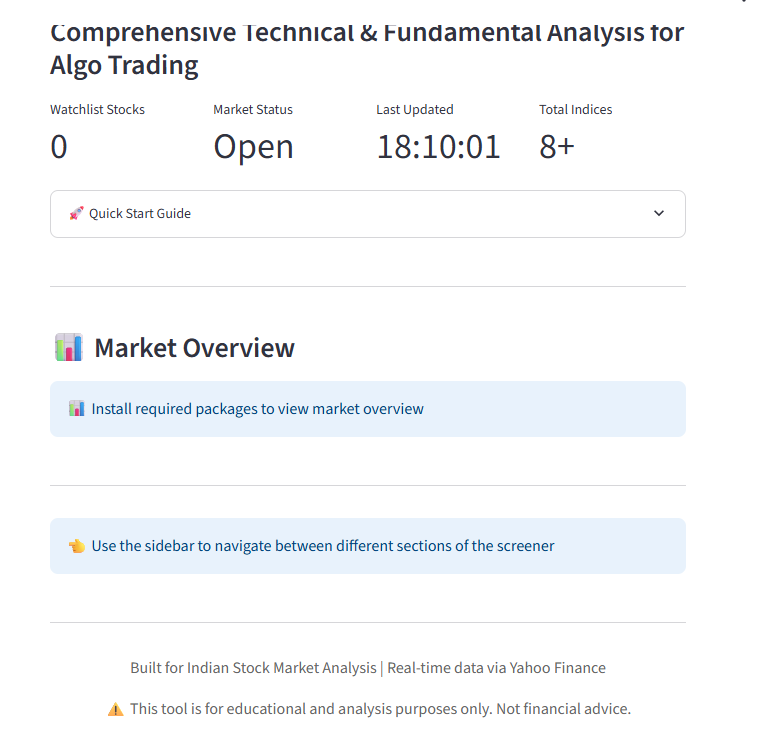 Comprehensive Technical & Fundamental Analysis for
Algo Trading
Watchlist Stocks
Market Status
Last Updated
Total Indices
0
Open
18:10:01
8+
🚀 Quick Start Guide
📊 Market Overview
📊 Install required packages to view market overview
👈 Use the sidebar to navigate between different sections of the screener
Built for Indian Stock Market Analysis | Real-time data via Yahoo Finance
⚠️ This tool is for educational and analysis purposes only. Not financial advice.